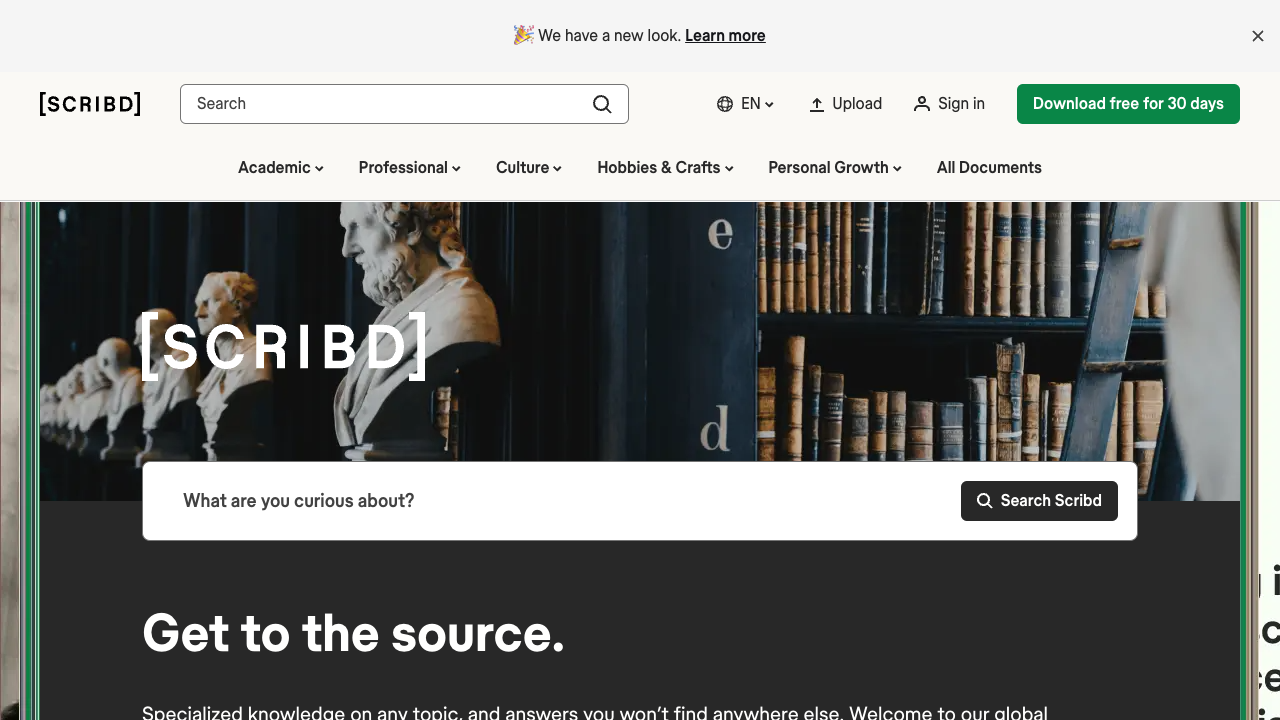 🎉 We have a new look. Learn more
[SCRIBD]
Search
EN
Upload
Sign in
Download free for 30 days
Academic
Professional
Culture
Hobbies & Crafts
Personal Growth
All Documents
e
d
[SCRIBD]
What are you curious about?
Search Scribd
Get to the source.
Specialized knowledge on any topic, and answers you won't find anywhere else. Welcome to our global